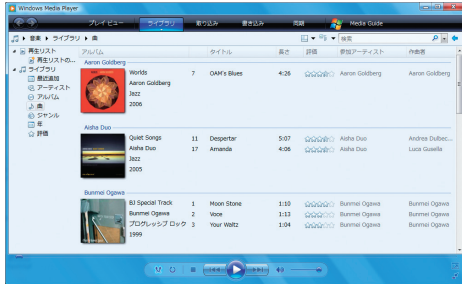 Windows Media Player
プレイ ビュー ライブラリ 取り込み 書き込み 同期 Media Guide
音楽 ライブラリ 曲 検索
再生リスト アルバム タイトル 長さ 評価 参加アーティスト 作曲者
再生リストの... Aaron Goldberg
ライブラリ
最近追加 Worlds 7 OAM's Blues 4:26 Aaron Goldberg Aaron Goldberg
アーティスト Aaron Goldberg
アルバム Jazz
曲 2006
ジャンル
年 Aisha Duo
評価 Quiet Songs 11 Despertar 5:07 Aisha Duo Andrea Dulbec...
Aisha Duo 17 Amanda 4:06 Aisha Duo Luca Gusella
Jazz
2005
Bunmei Ogawa
BJ Special Track 1 Moon Stone 1:10 Bunmei Ogawa Bunmei Ogawa
Bunmei Ogawa 2 Voce 1:13 Bunmei Ogawa Bunmei Ogawa
プログレッシブ ロック 3 Your Waltz 1:04 Bunmei Ogawa Bunmei Ogawa
1999